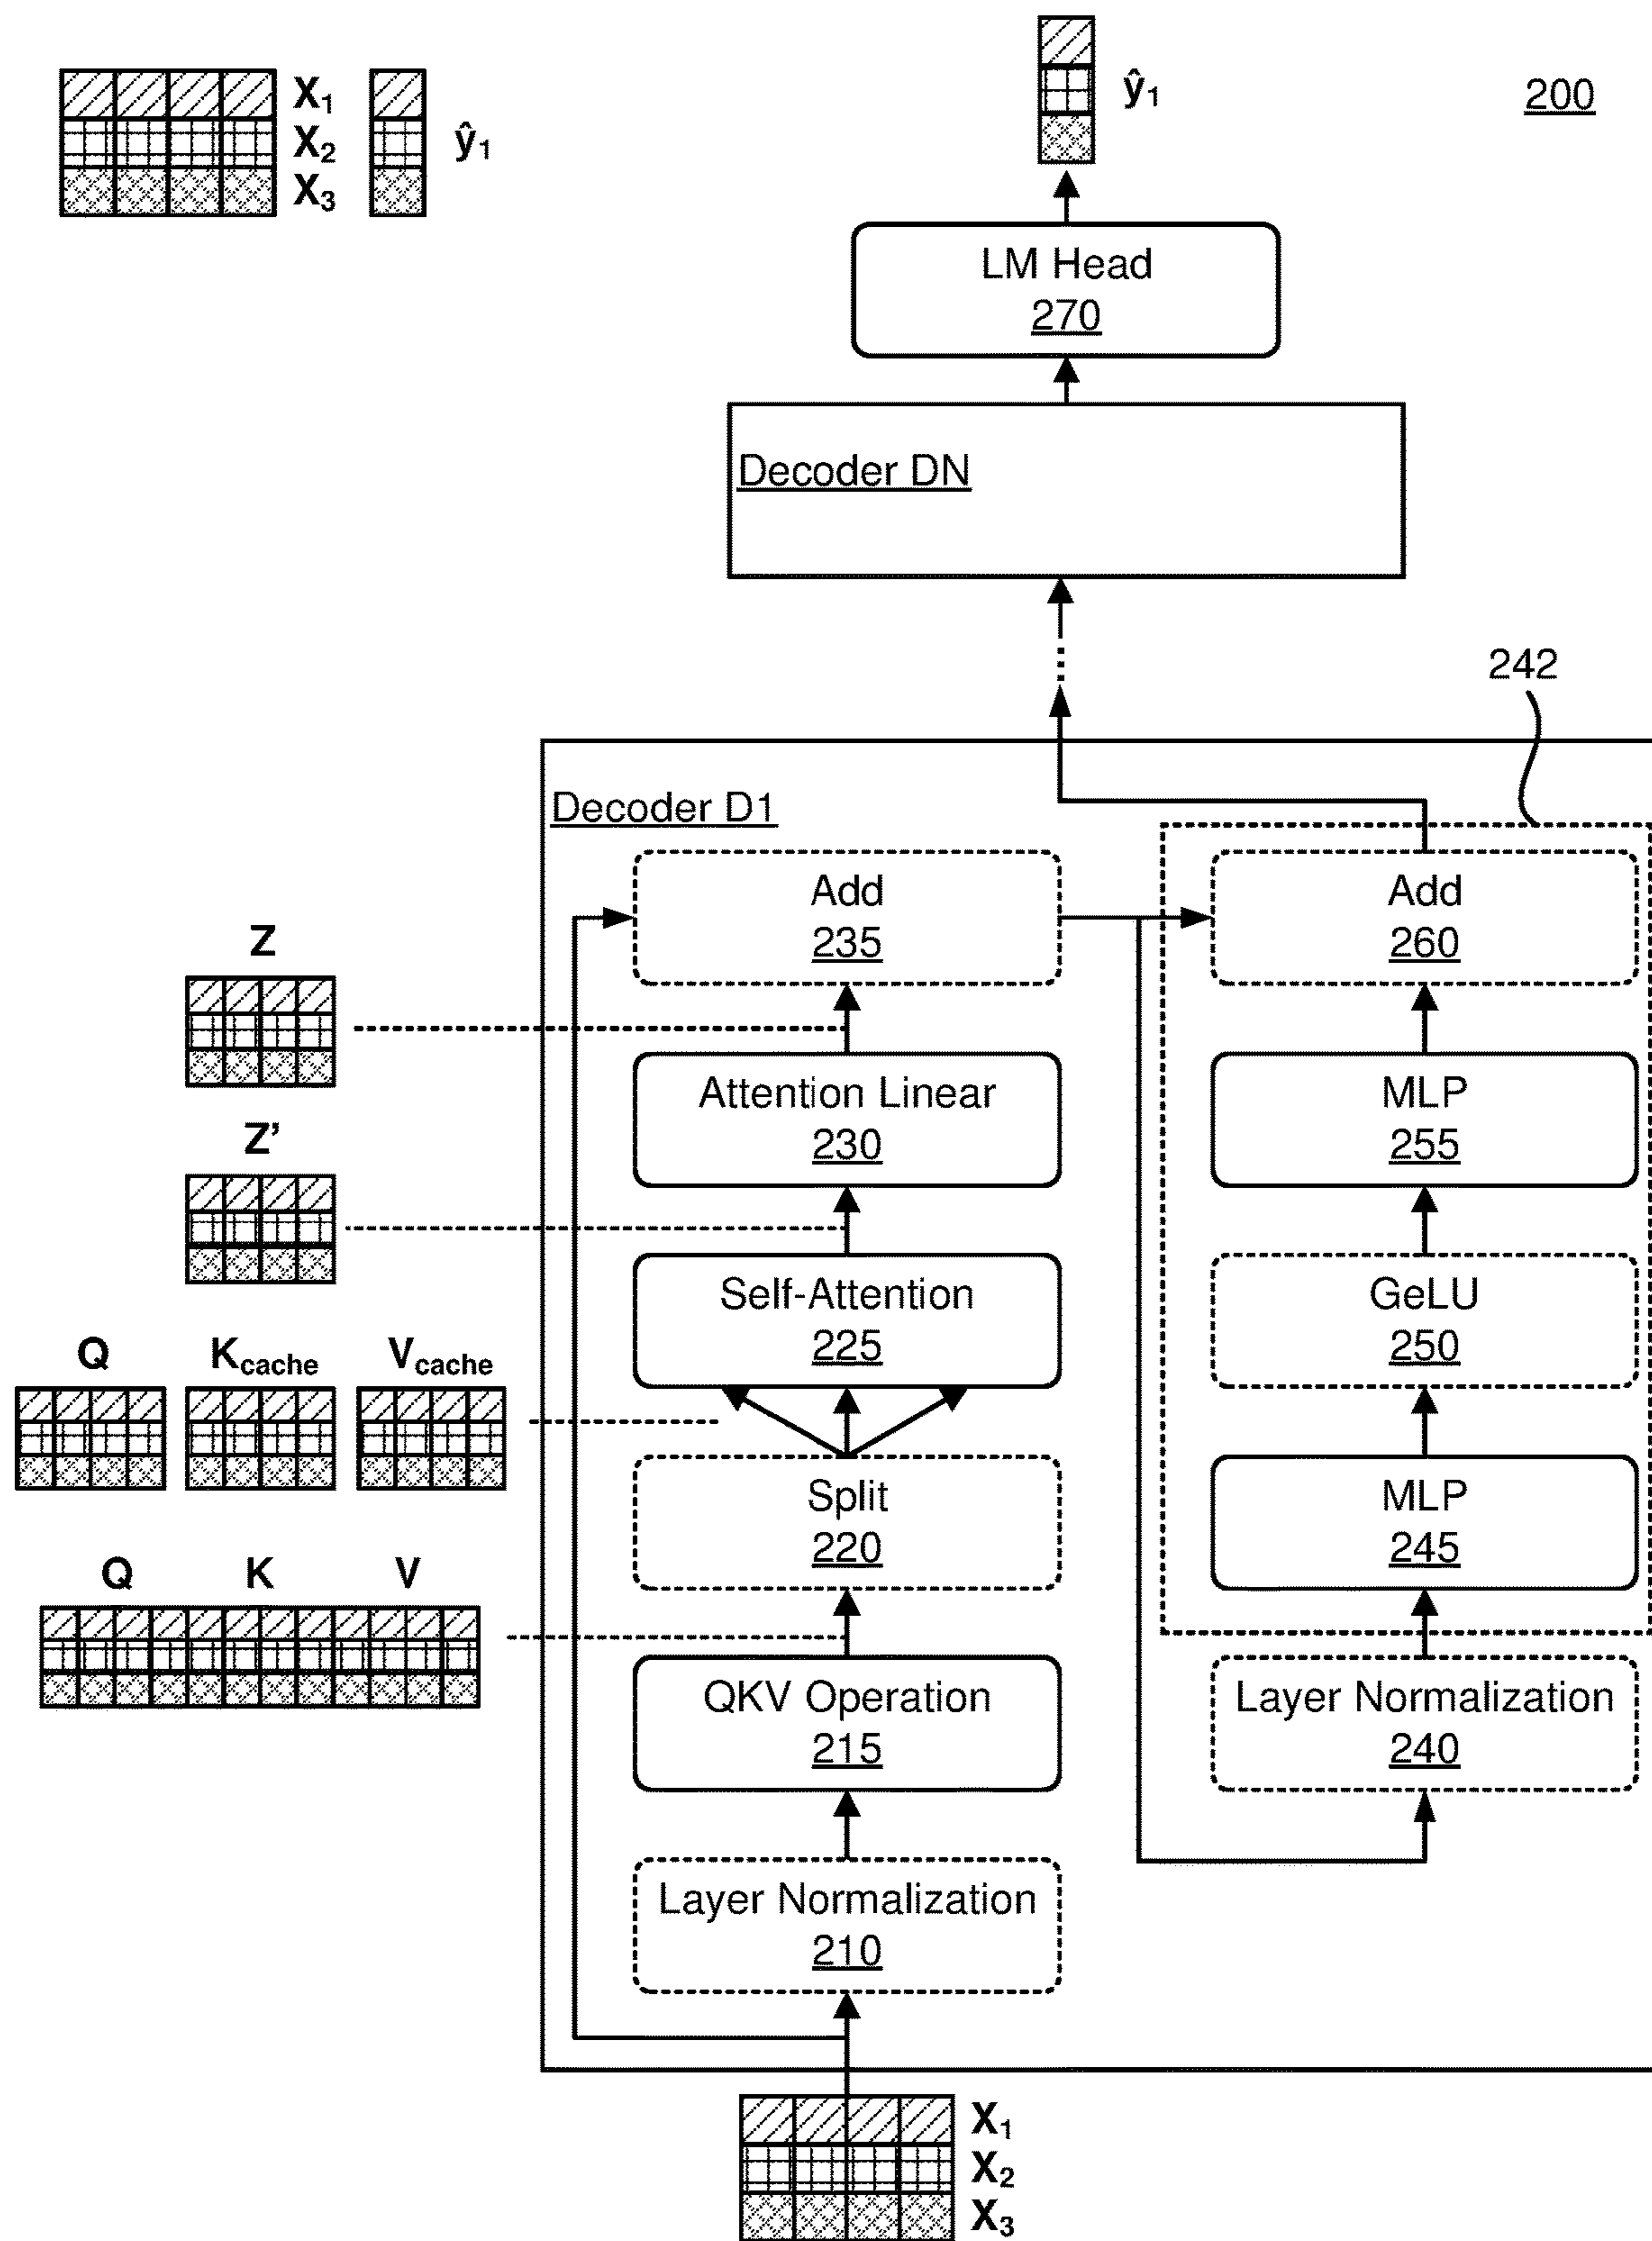 X1
X2
X3
ŷ1
ŷ1
200
LM Head
270
Decoder DN
242
Decoder D1
Add
235
Add
260
Z
Attention Linear
230
MLP
255
Z’
Self-Attention
225
GeLU
250
Q Kcache Vcache
Split
220
MLP
245
Q K V
QKV Operation
215
Layer Normalization
240
Layer Normalization
210
X1
X2
X3